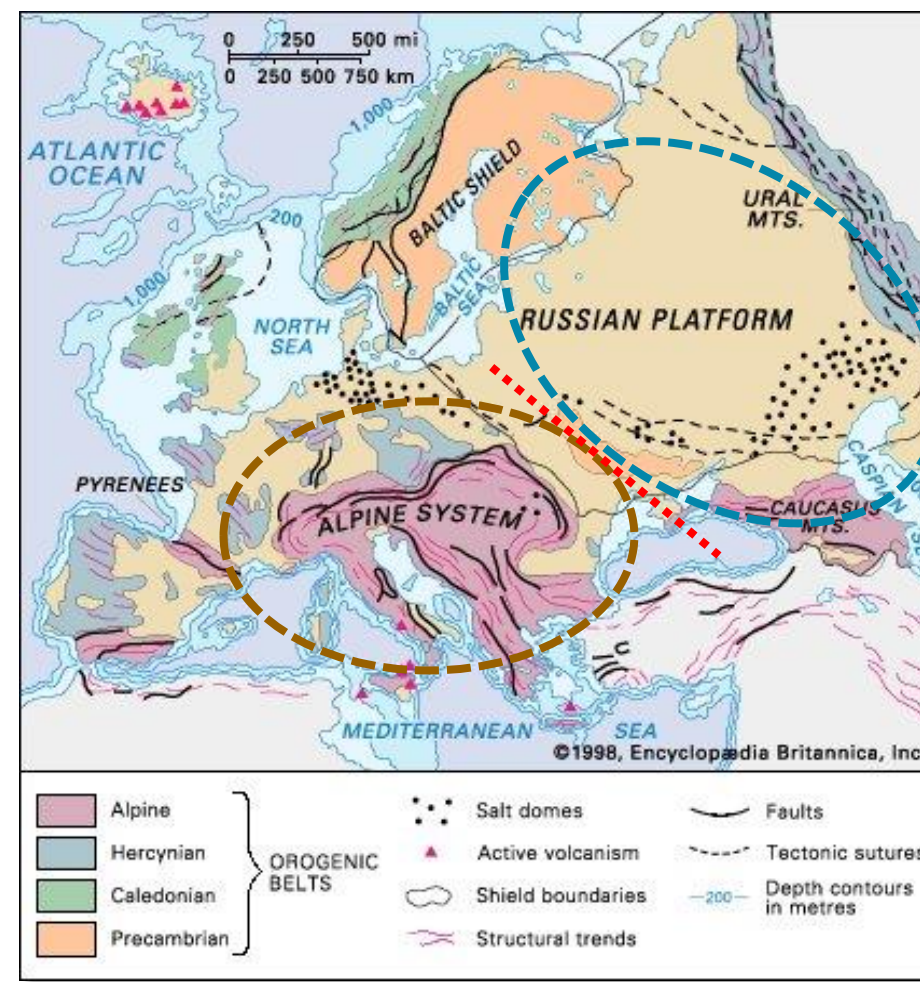 0 250 500 mi
0 250 500 750 km
ATLANTIC
OCEAN
1,000
BALTIC SHIELD
URAL
MTS.
200
1,000
BALTIC
SEA
NORTH
SEA
RUSSIAN PLATFORM
PYRENEES
ALPINE SYSTEM
CASPIAN
CAUCASUS
MTS.
MEDITERRANEAN SEA
©1998, Encyclopædia Britannica, Inc
Alpine
Hercynian
Caledonian
Precambrian
OROGENIC
BELTS
Salt domes
Active volcanism
Shield boundaries
Structural trends
Faults
Tectonic sutures
—200— Depth contours
in metres